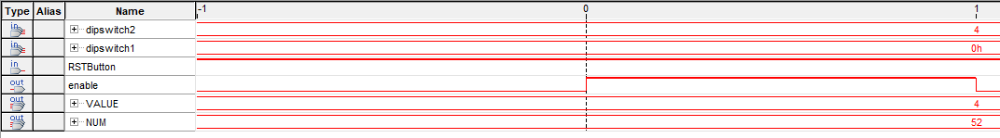 Type Alias Name -1 0 1
in dipswitch2 4
in dipswitch1 0h
in RSTButton
out enable
out VALUE 4
out NUM 52